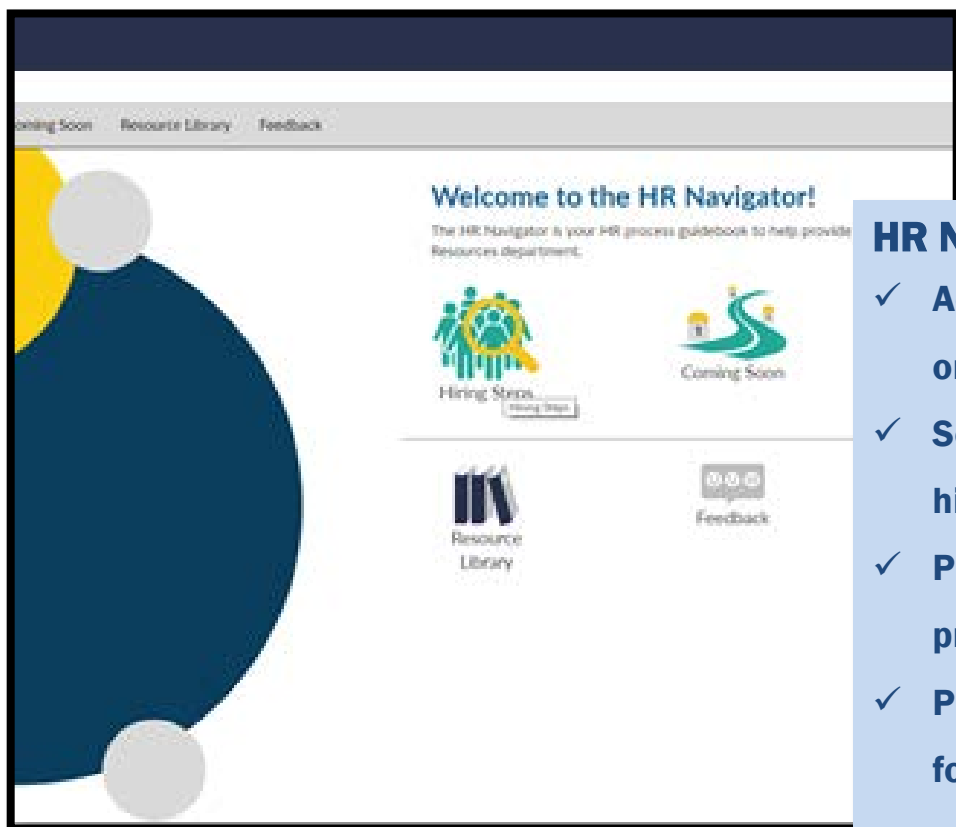 oming Soon Resource Library Feedback
Welcome to the HR Navigator!
The HR Navigator is your HR process guidebook to help provide
Resources department.
Hiring Steps
Hiring Steps
Coming Soon
Resource
Library
Feedback
HR N
✓ A
or
✓ Se
hi
✓ P
pr
✓ P
fo